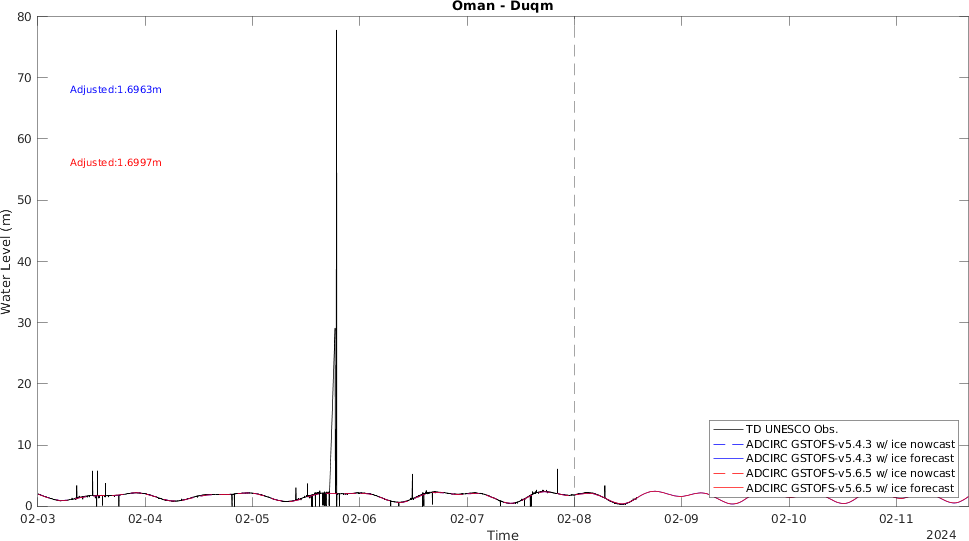 Oman - Duqm
80
70
60
50
40
30
20
10
0
Water Level (m)
Adjusted:1.6963m
Adjusted:1.6997m
TD UNESCO Obs.
ADCIRC GSTOFS-v5.4.3 w/ ice nowcast
ADCIRC GSTOFS-v5.4.3 w/ ice forecast
ADCIRC GSTOFS-v5.6.5 w/ ice nowcast
ADCIRC GSTOFS-v5.6.5 w/ ice forecast
02-03 02-04 02-05 02-06 02-07 02-08 02-09 02-10 02-11
Time
2024